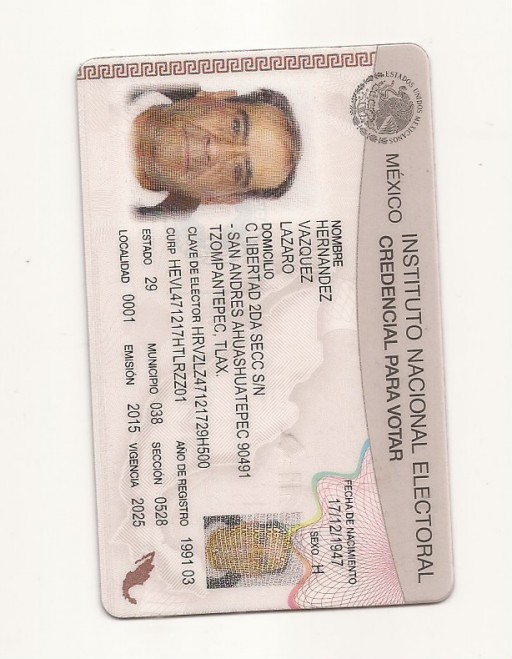 ESTADOS UNIDOS MEXICANOS
MÉXICO INSTITUTO NACIONAL ELECTORAL
CREDENCIAL PARA VOTAR
NOMBRE
HERNANDEZ
VAZQUEZ
LAZARO
FECHA DE NACIMIENTO
17/12/1947
SEXO H
DOMICILIO
C LIBERTAD 2DA SECC S/N
- SAN ANDRES AHUASHUATEPEC 90491
TZOMPANTEPEC, TLAX.
CLAVE DE ELECTOR HRVZLZ47121729H500
CURP HEVL471217HTLRZZ01 AÑO DE REGISTRO 1991 03
ESTADO 29 MUNICIPIO 038 SECCIÓN 0528
LOCALIDAD 0001 EMISIÓN 2015 VIGENCIA 2025